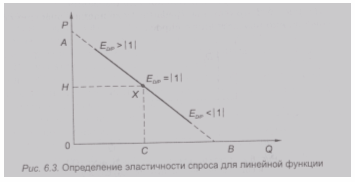 P
A
E_DP >|1|
E_DP =|1|
H
X
E_DP <|1|
0
C
B
Q
Рис. 6.3. Определение эластичности спроса для линейной функции